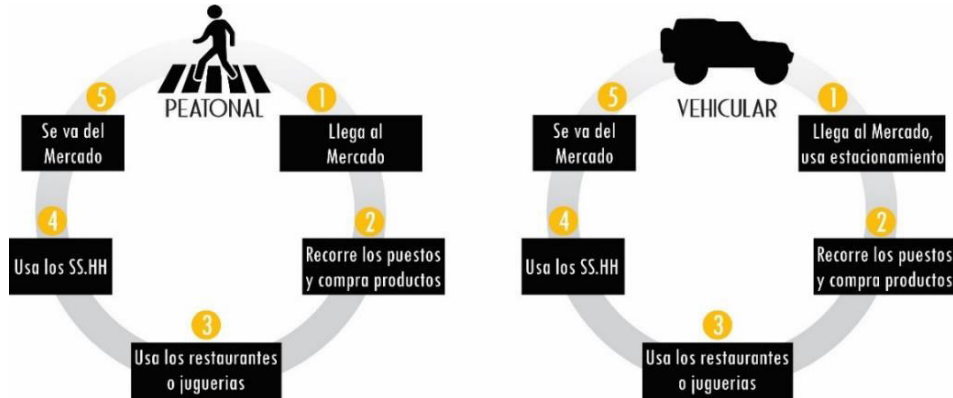 PEATONAL
1
Llega al
Mercado
2
Recorre los puestos
y compra productos
3
Usa los restaurantes
o juguerias
4
Usa los SS.HH
5
Se va del
Mercado
VEHICULAR
1
Llega al Mercado,
usa estacionamiento
2
Recorre los puestos
y compra productos
3
Usa los restaurantes
o juguerias
4
Usa los SS.HH
5
Se va del
Mercado